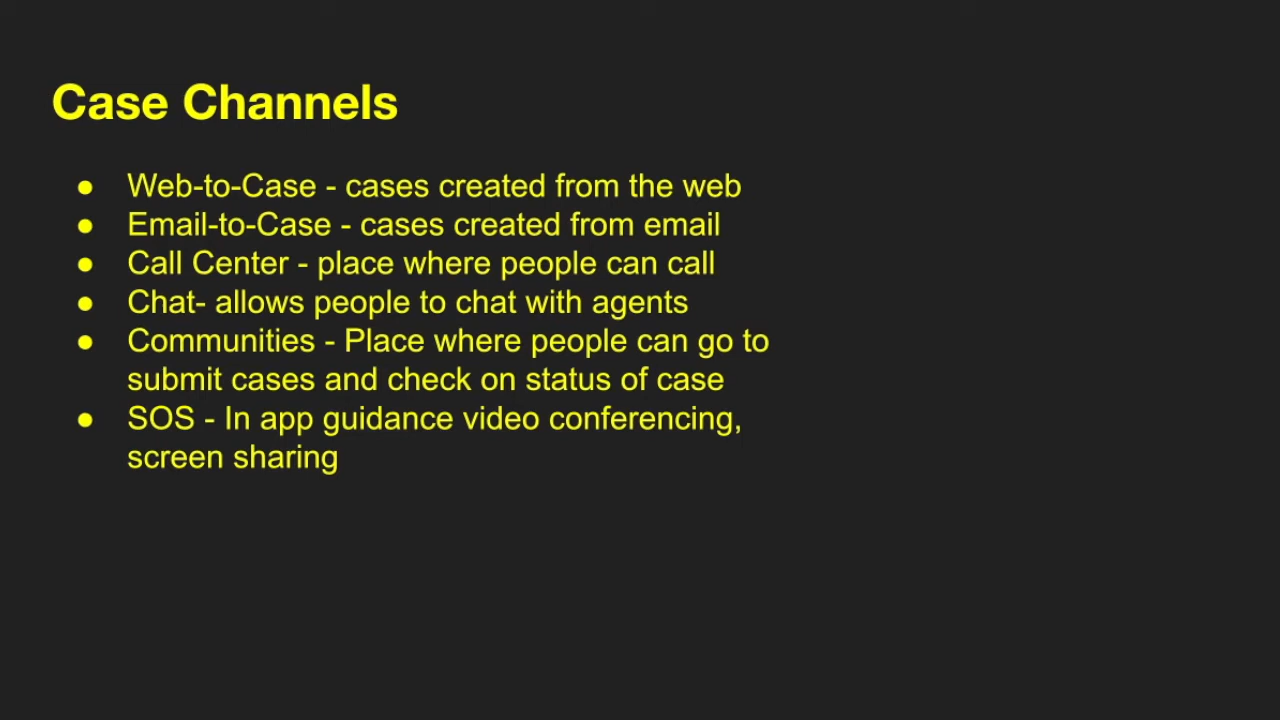 Case Channels
● Web-to-Case - cases created from the web
● Email-to-Case - cases created from email
● Call Center - place where people can call
● Chat- allows people to chat with agents
● Communities - Place where people can go to
submit cases and check on status of case
● SOS - In app guidance video conferencing,
screen sharing